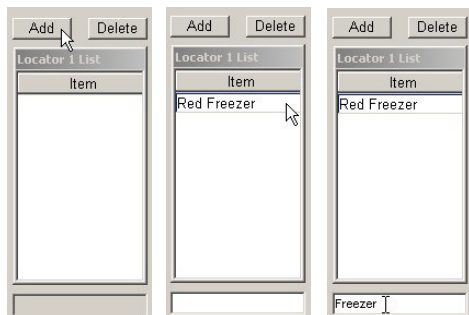 Add Delete
Locator 1 List
Item
Add Delete
Locator 1 List
Item
Red Freezer
Add Delete
Locator 1 List
Item
Red Freezer
Freezer